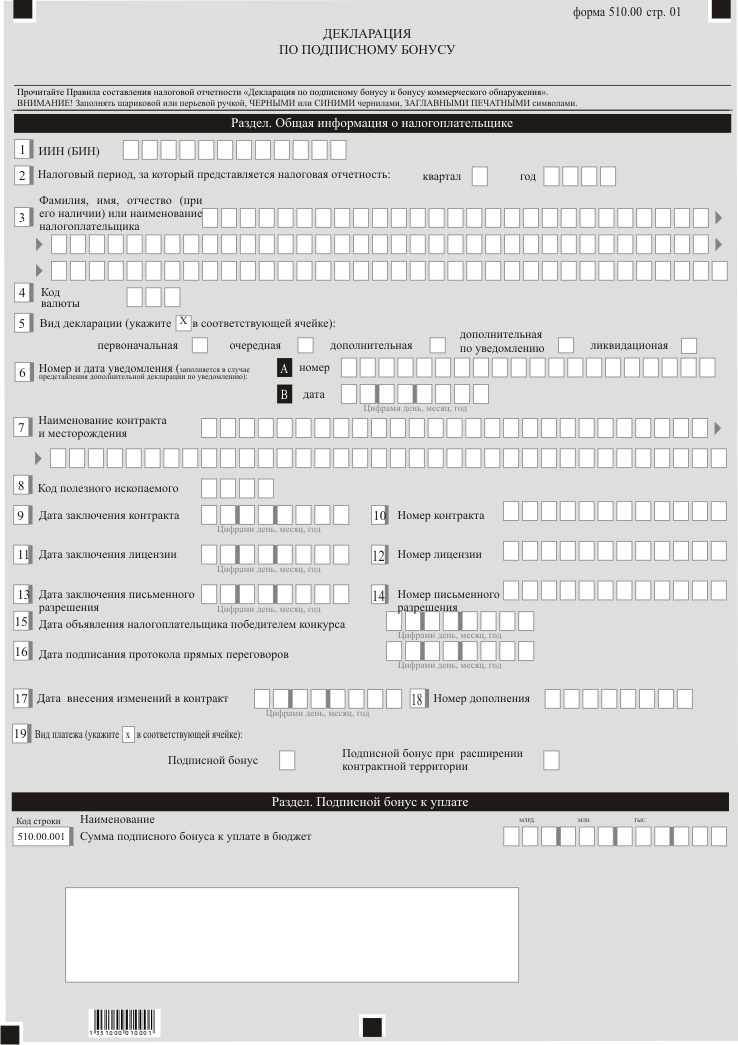 форма 510.00 стр. 01
ДЕКЛАРАЦИЯ
ПО ПОДПИСНОМУ БОНУСУ
Прочитайте Правила составления налоговой отчетности «Декларация по подписному бонусу и бонусу коммерческого обнаружения».
ВНИМАНИЕ! Заполнять шариковой или перьевой ручкой, ЧЕРНЫМИ или СИНИМИ чернилами, ЗАГЛАВНЫМИ ПЕЧАТНЫМИ символами.
Раздел. Общая информация о налогоплательщике
1 ИИН (БИН)
2 Налоговый период, за который представляется налоговая отчетность: квартал год
Фамилия, имя, отчество (при
3 его наличии) или наименование
налогоплательщика
4 Код
валюты
5 Вид декларации (укажите X в соответствующей ячейке):
первоначальная очередная дополнительная дополнительная
по уведомлению ликвидационая
6 Номер и дата уведомления (заполняется в случае
представления дополнительной декларации по уведомлению):
A номер
B дата
Цифрами день, месяц, год
7 Наименование контракта
и месторождения
8 Код полезного ископаемого
9 Дата заключения контракта 10 Номер контракта
Цифрами день, месяц, год
11 Дата заключения лицензии 12 Номер лицензии
Цифрами день, месяц, год
13 Дата заключения письменного 14 Номер письменного
разрешения Цифрами день, месяц, год разрешения
15 Дата объявления налогоплательщика победителем конкурса
Цифрами день, месяц, год
16 Дата подписания протокола прямых переговоров
Цифрами день, месяц, год
17 Дата внесения изменений в контракт 18 Номер дополнения
Цифрами день, месяц, год
19 Вид платежа (укажите x в соответствующей ячейке):
Подписной бонус Подписной бонус при расширении
контрактной территории
Раздел. Подписной бонус к уплате
Код строки Наименование млрд. млн. тыс.
510.00.001 Сумма подписного бонуса к уплате в бюджет
1351000010001